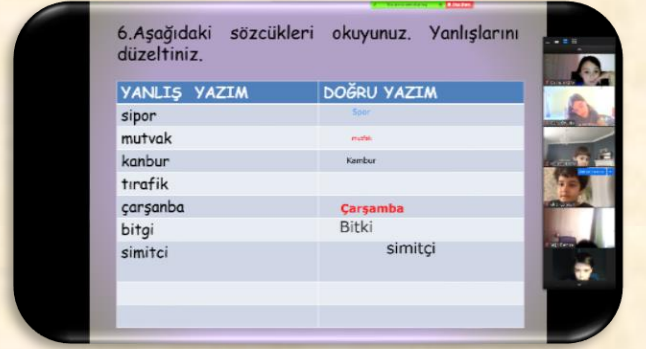 6.Aşağıdaki sözcükleri okuyunuz. Yanlışlarını
düzeltiniz.
YANLIŞ YAZIM DOĞRU YAZIM
sipor Spor
mutvak mutfak
kanbur Kambur
tırafik
çarşanba Çarşamba
bitgi Bitki
simitci simitçi